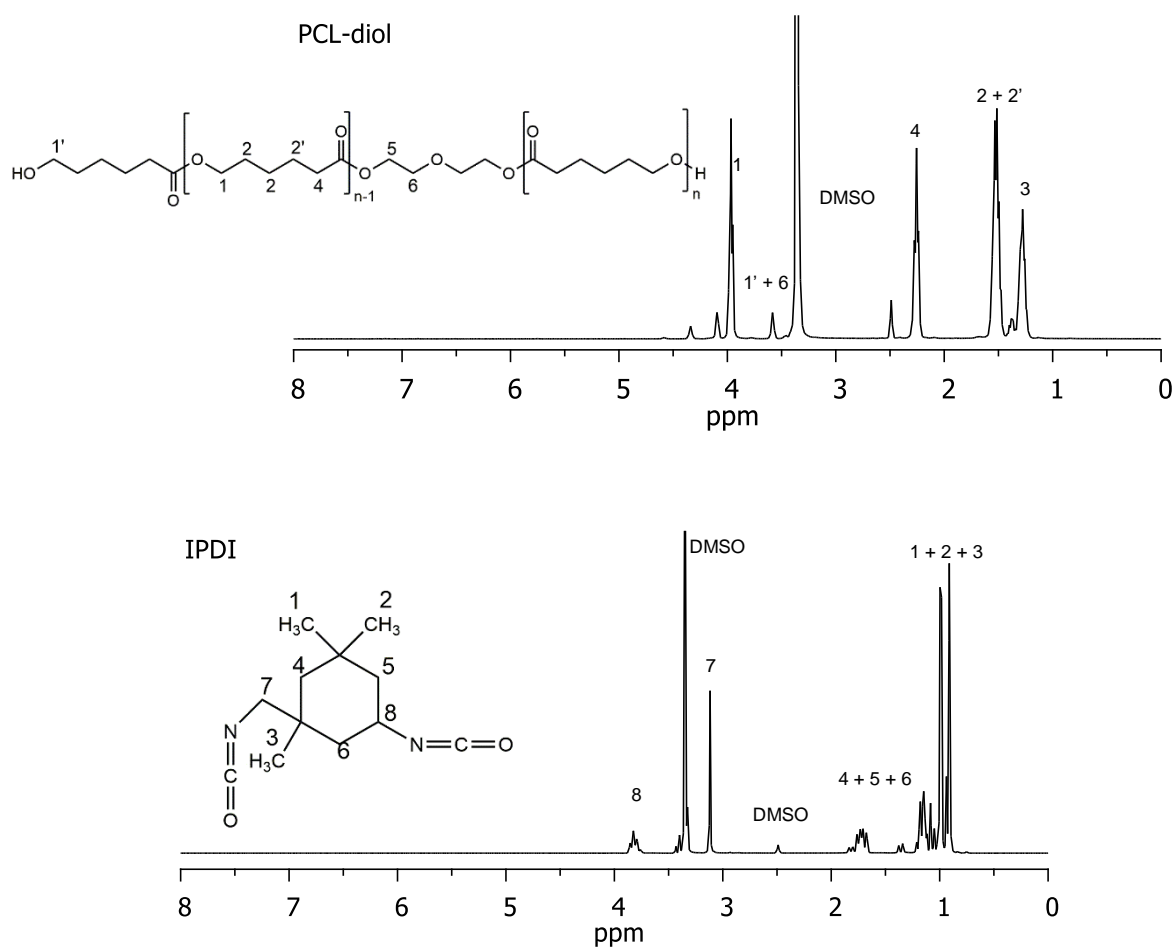 PCL-diol
2 + 2’
4
1
3
DMSO
1’ + 6
1'
HO
O
O
1
2
2
2'
4
O
n-1
O
5
6
O
O
O
O
H
n
8 7 6 5 4 3 2 1 0
ppm
IPDI
DMSO
1 + 2 + 3
7
8
4 + 5 + 6
DMSO
1 2
H₃C CH₃
4 5
7
8
N
3
H₃C
6
N C O
C
O
8 7 6 5 4 3 2 1 0
ppm